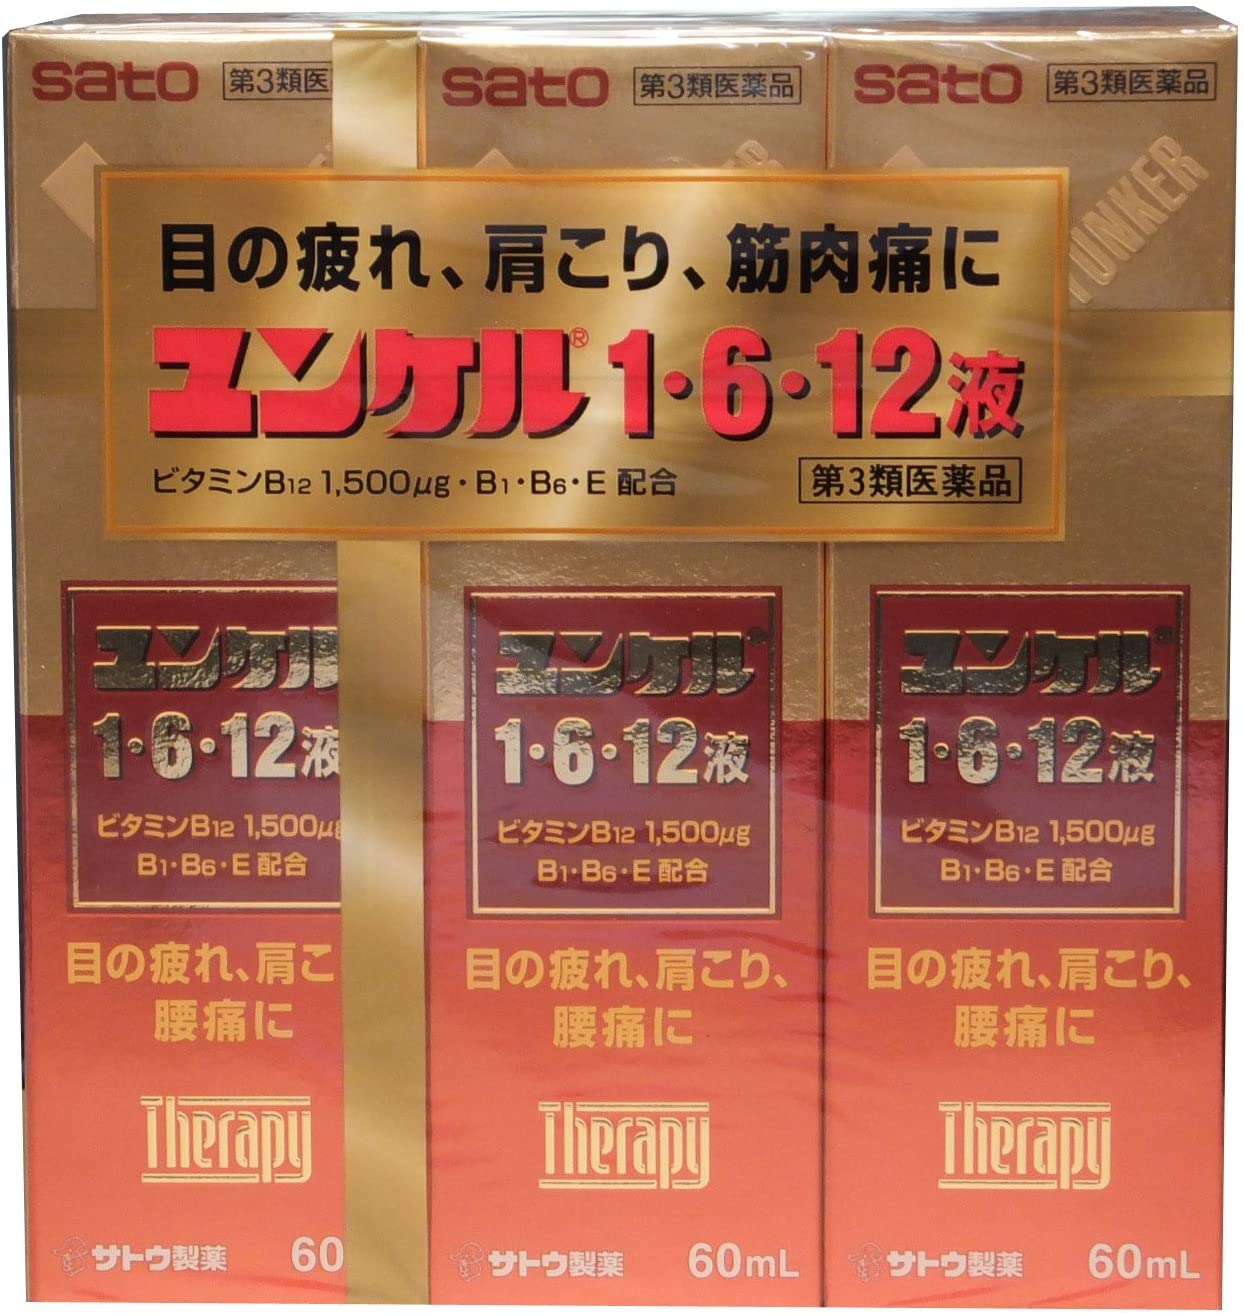 sato 第3類医
sato 第3類医薬品
sato 第3類医薬品
YUNKER
目の疲れ、肩こり、筋肉痛に
ユンケル® 1・6・12液
ビタミンB12 1,500μg・B1・B6・E 配合
第3類医薬品
ユンケル
1・6・12液
ビタミンB12 1,500μg
B1・B6・E 配合
目の疲れ、肩こ
腰痛に
Therapy
サトウ製薬 60
ユンケル®
1・6・12液
ビタミンB12 1,500μg
B1・B6・E 配合
目の疲れ、肩こり、
腰痛に
Therapy
サトウ製薬 60mL
ユンケル®
1・6・12液
ビタミンB12 1,500μg
B1・B6・E 配合
目の疲れ、肩こり、
腰痛に
Therapy
サトウ製薬 60mL